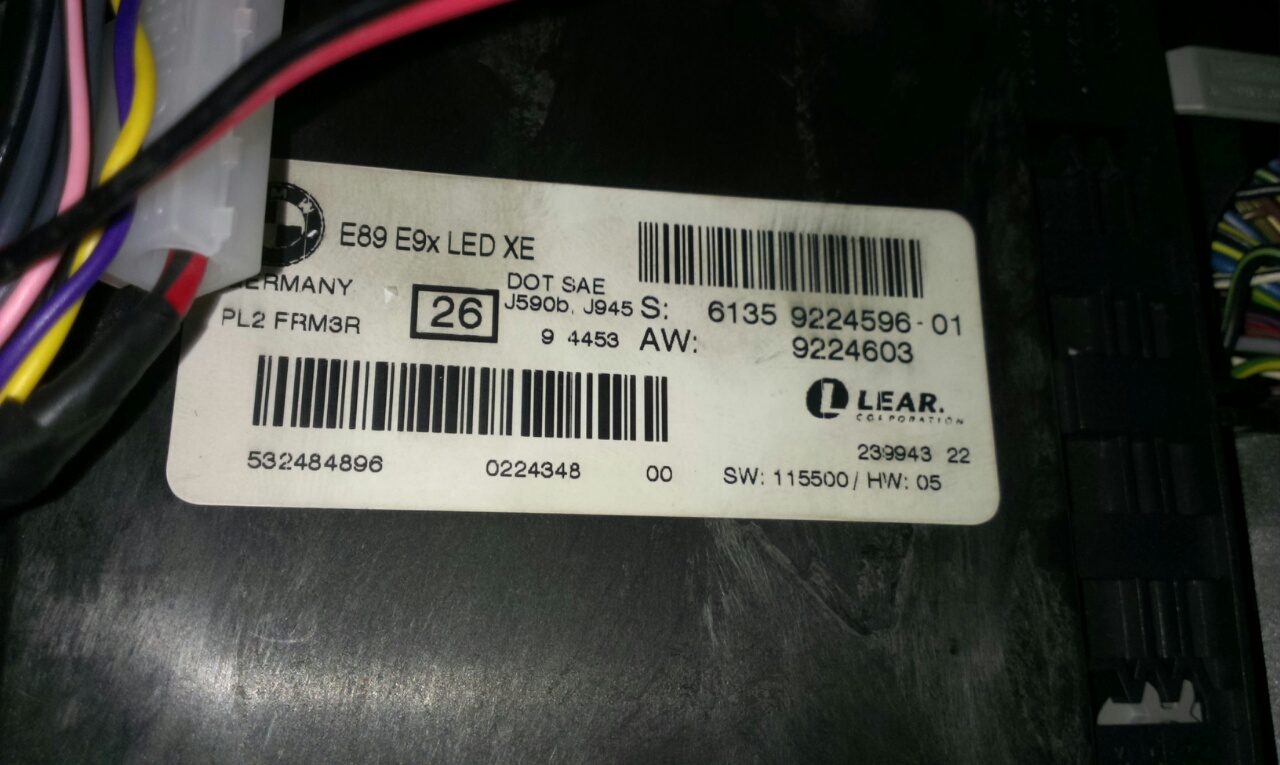 E89 E9x LED XE
GERMANY
PL2 FRM3R
26
DOT SAE
J590b, J945
9 4453
S: 6135 9224596-01
AW: 9224603
LEAR.
CORPORATION
532484896 0224348 00
239943 22
SW: 115500 / HW: 05